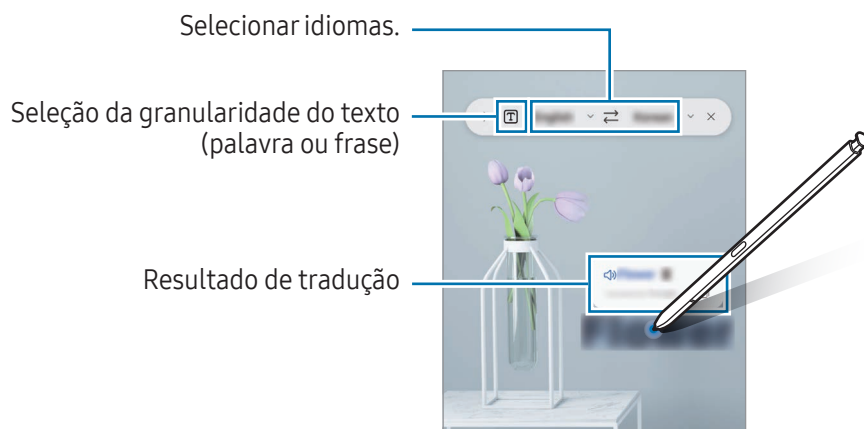 Selecionar idiomas.
Seleção da granularidade do texto
(palavra ou frase)
T
Resultado de tradução